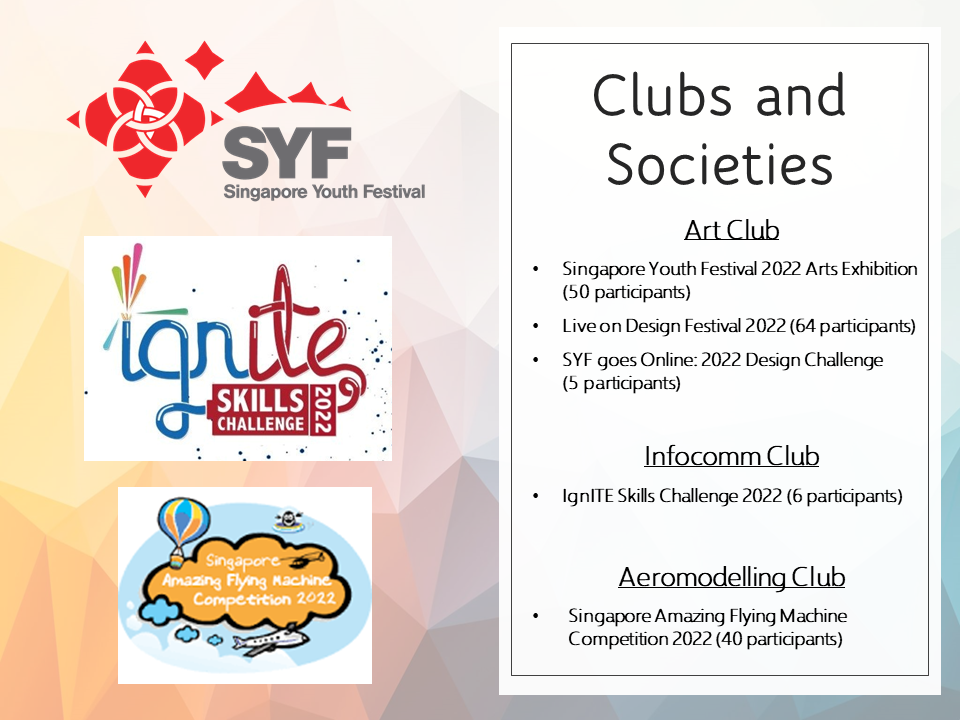 SYF
Singapore Youth Festival
ignite
SKILLS
CHALLENGE
2022
Singapore
Amazing Flying Machine
Competition 2022
Clubs and
Societies
Art Club
• Singapore Youth Festival 2022 Arts Exhibition
(50 participants)
• Live on Design Festival 2022 (64 participants)
• SYF goes Online: 2022 Design Challenge
(5 participants)
Infocomm Club
• IgnITE Skills Challenge 2022 (6 participants)
Aeromodelling Club
• Singapore Amazing Flying Machine
Competition 2022 (40 participants)